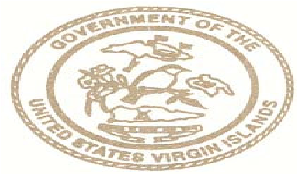 GOVERNMENT OF THE
UNITED STATES VIRGIN ISLANDS